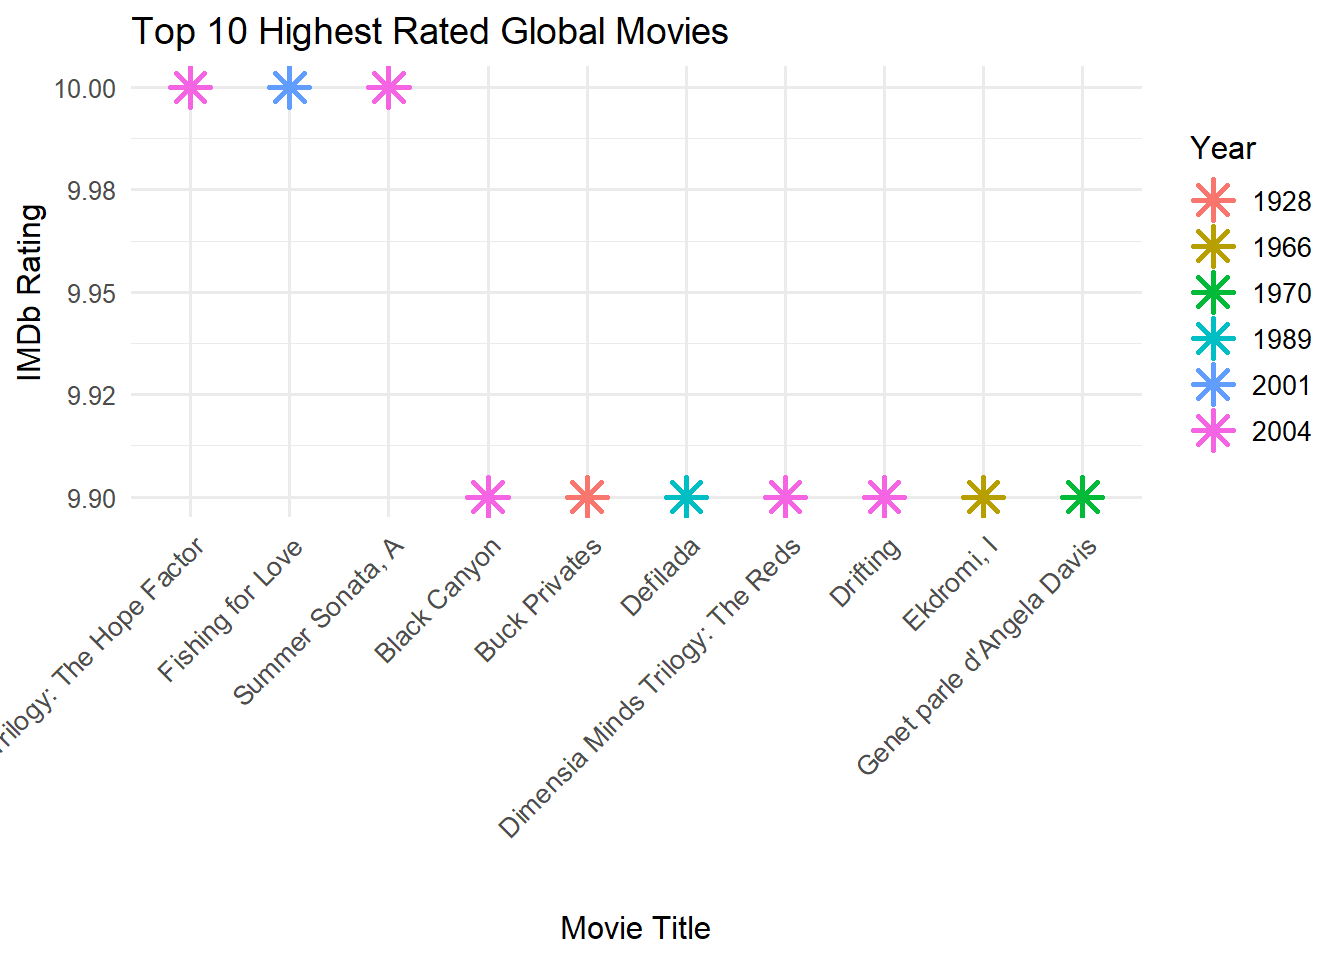 Top 10 Highest Rated Global Movies
IMDb Rating
10.00
9.98
9.95
9.92
9.90
Trilogy: The Hope Factor
Fishing for Love
Summer Sonata, A
Black Canyon
Buck Privates
Defilada
Dimensia Minds Trilogy: The Reds
Drifting
Ekdromi, I
Genet parle d'Angela Davis
Movie Title
Year
1928
1966
1970
1989
2001
2004